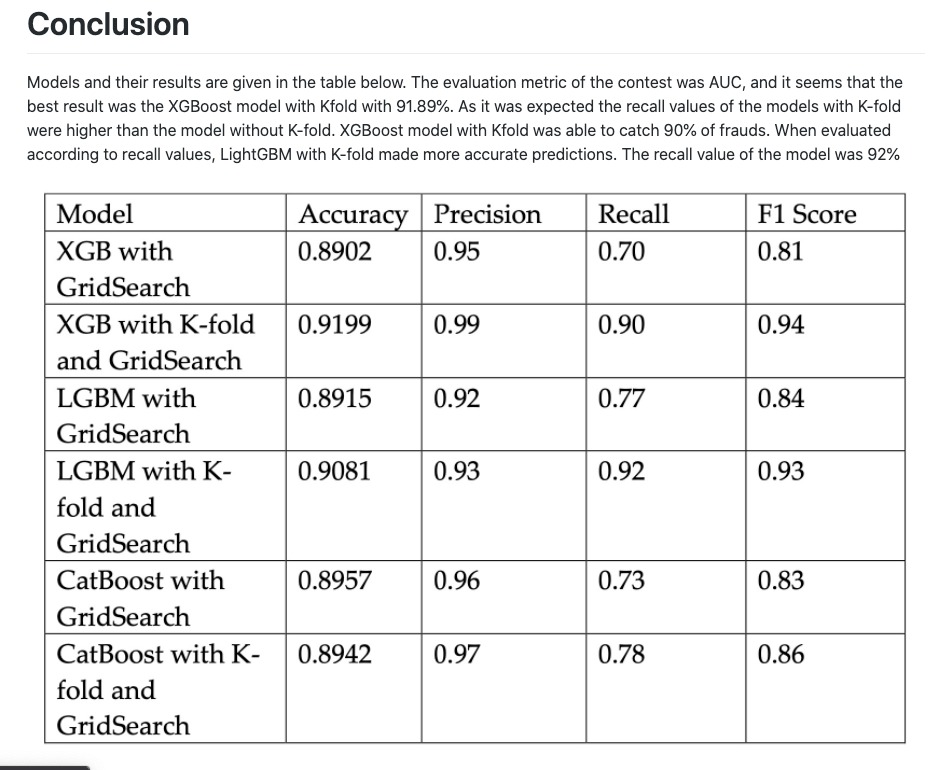 Conclusion
Models and their results are given in the table below. The evaluation metric of the contest was AUC, and it seems that the
best result was the XGBoost model with Kfold with 91.89%. As it was expected the recall values of the models with K-fold
were higher than the model without K-fold. XGBoost model with Kfold was able to catch 90% of frauds. When evaluated
according to recall values, LightGBM with K-fold made more accurate predictions. The recall value of the model was 92%
Model Accuracy Precision Recall F1 Score
XGB with 0.8902 0.95 0.70 0.81
GridSearch
XGB with K-fold 0.9199 0.99 0.90 0.94
and GridSearch
LGBM with 0.8915 0.92 0.77 0.84
GridSearch
LGBM with K- 0.9081 0.93 0.92 0.93
fold and
GridSearch
CatBoost with 0.8957 0.96 0.73 0.83
GridSearch
CatBoost with K- 0.8942 0.97 0.78 0.86
fold and
GridSearch